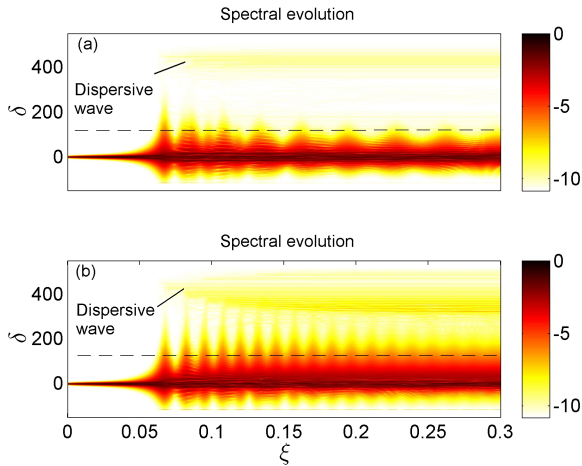 Spectral evolution
(a)
Dispersive
wave
δ
400
200
0
0
-5
-10
Spectral evolution
(b)
Dispersive
wave
δ
400
200
0
0
-5
-10
0 0.05 0.1 0.15 0.2 0.25 0.3
ξ